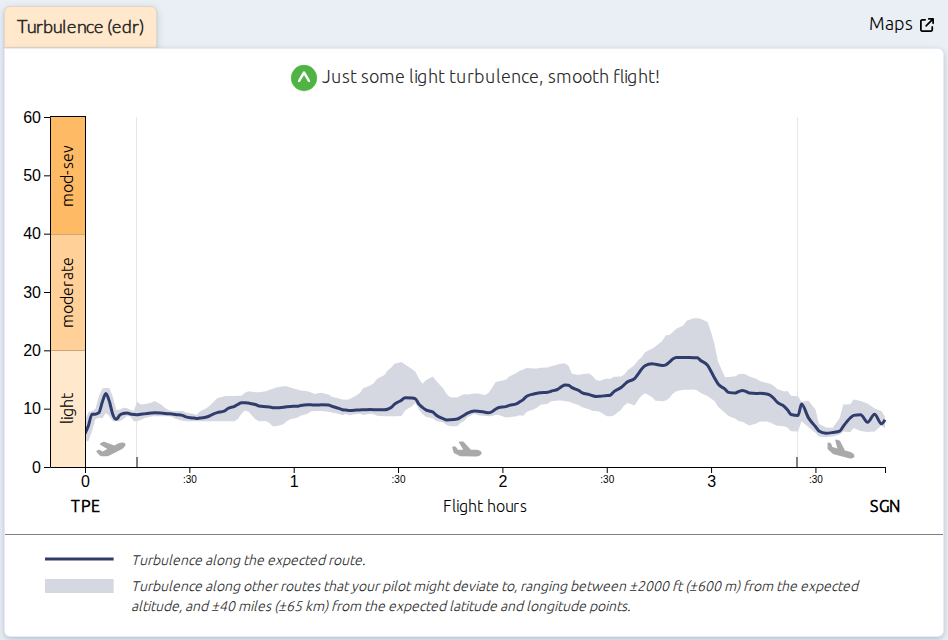 Turbulence (edr)
Maps
Just some light turbulence, smooth flight!
60
50
40
30
20
10
0
mod-sev
moderate
light
0 :30 1 :30 2 :30 3 :30
TPE Flight hours SGN
Turbulence along the expected route.
Turbulence along other routes that your pilot might deviate to, ranging between ±2000 ft (±600 m) from the expected
altitude, and ±40 miles (±65 km) from the expected latitude and longitude points.